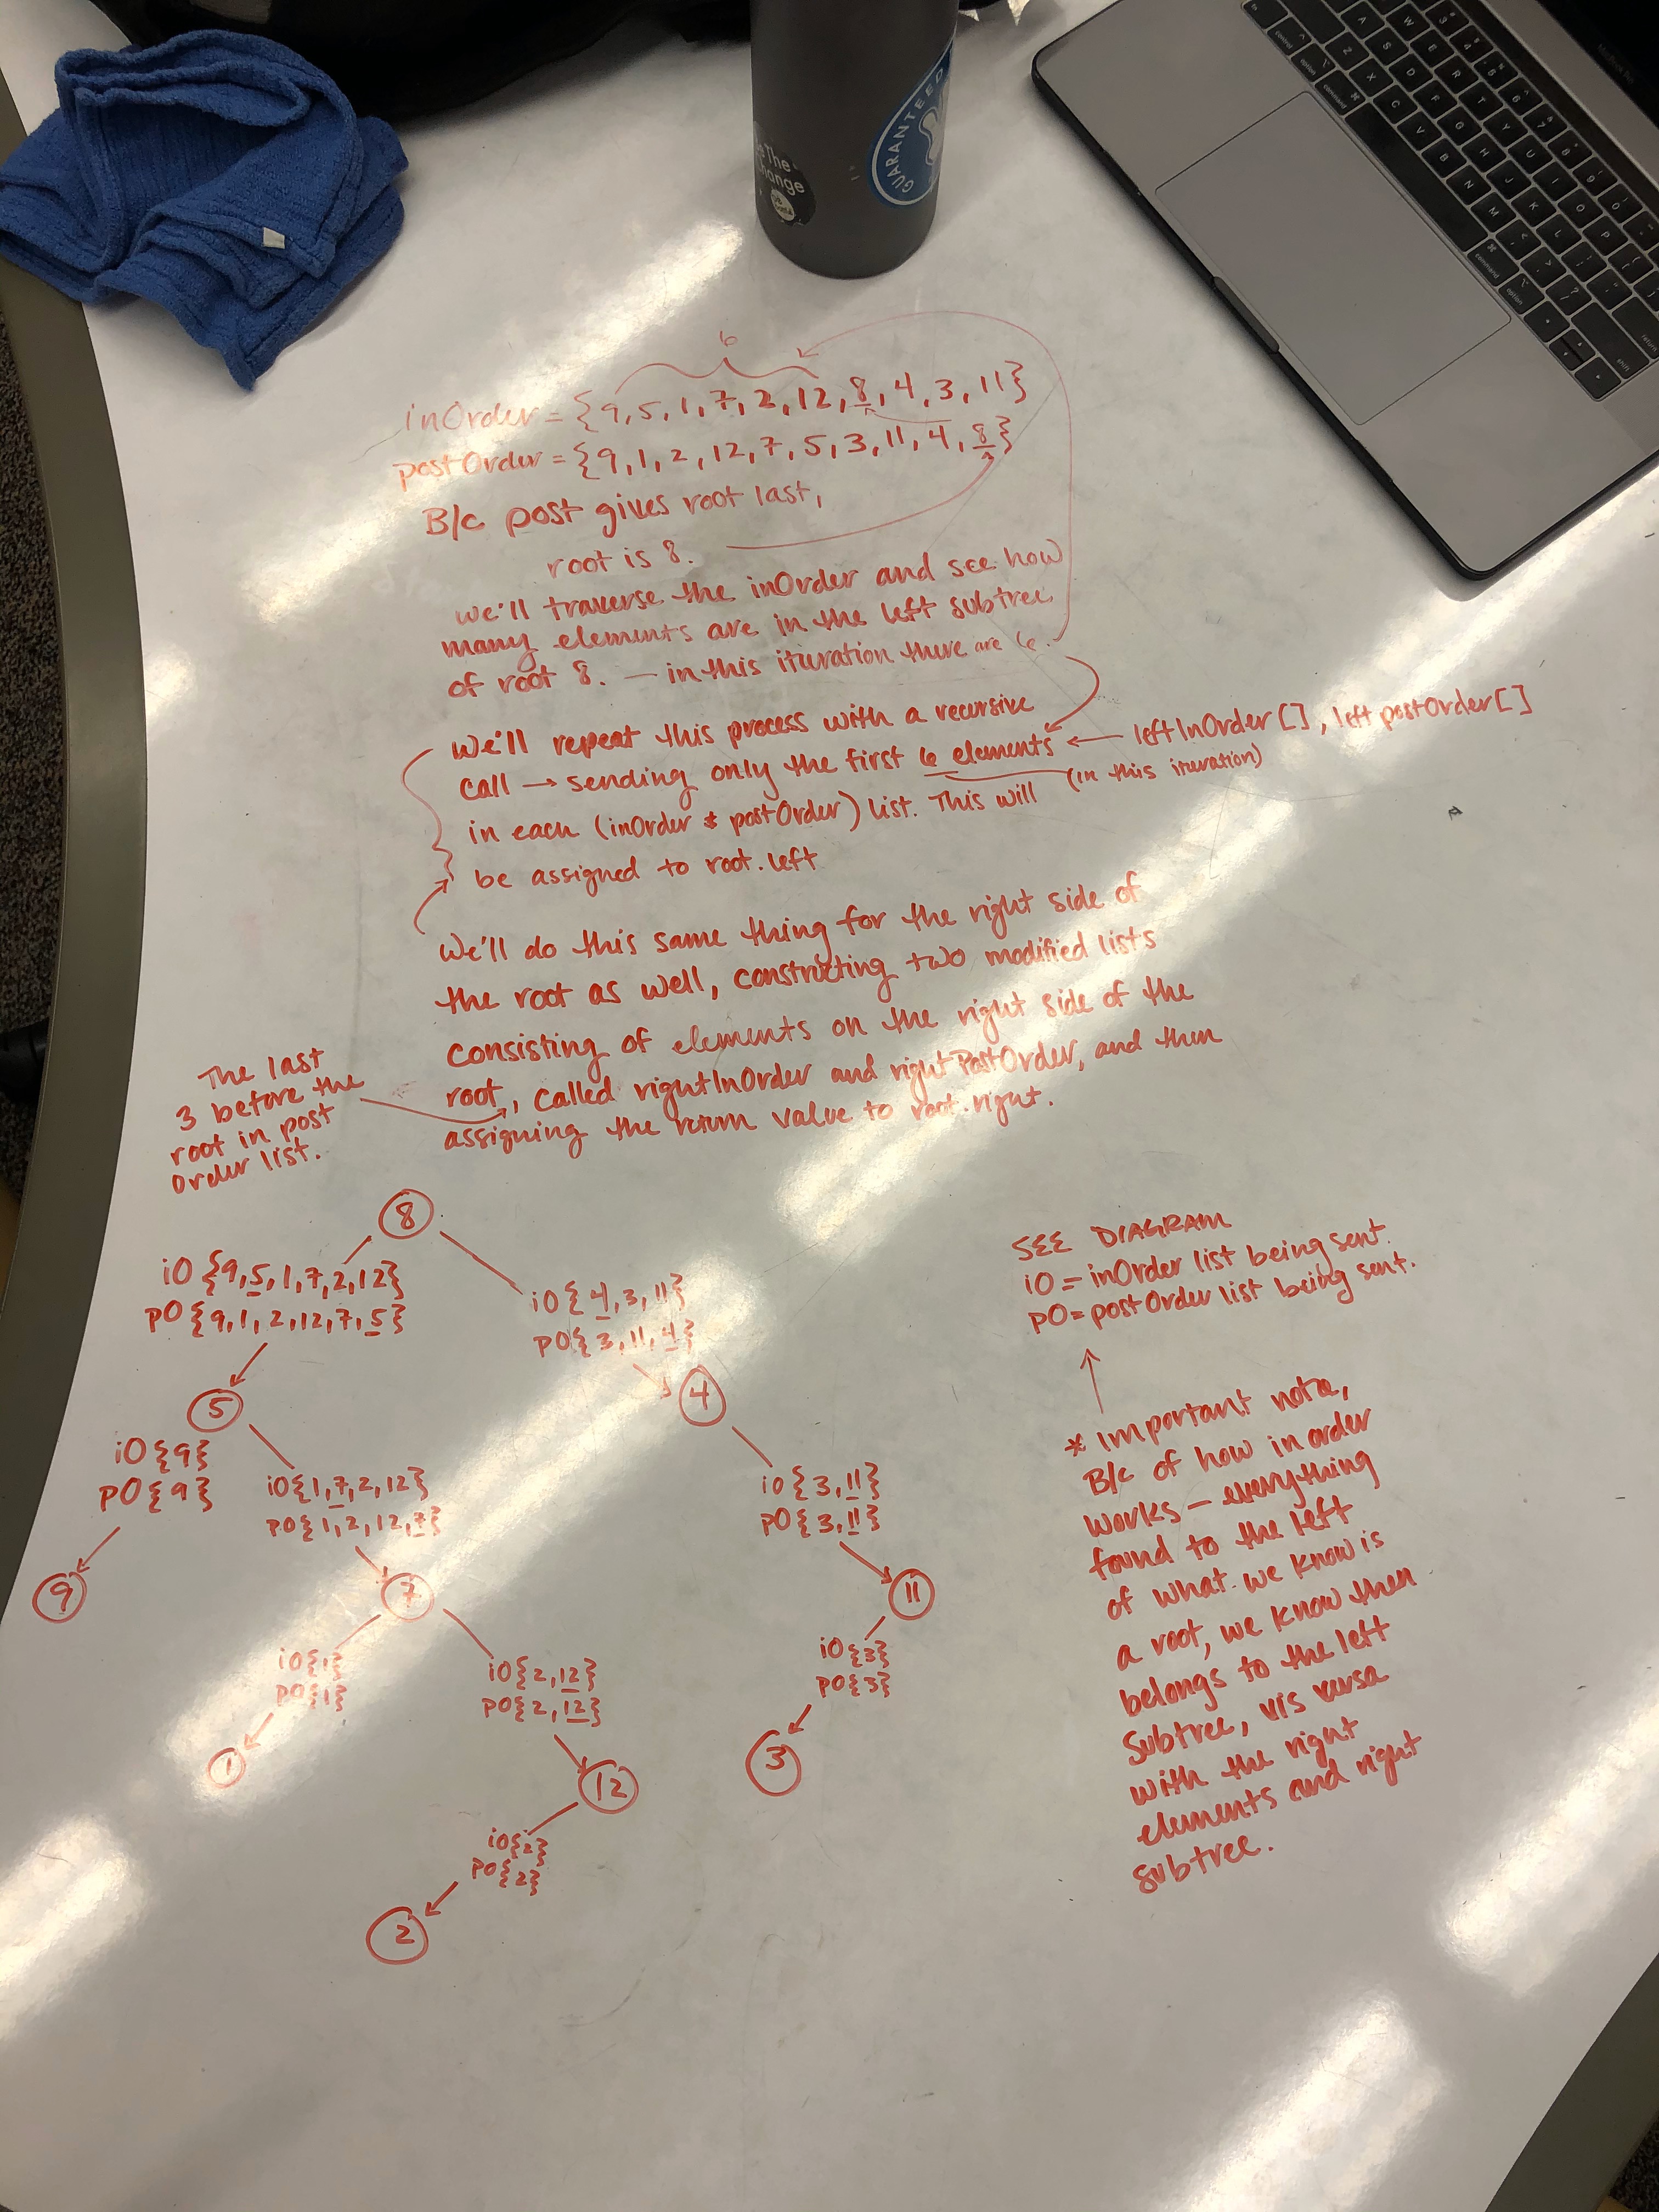 GUARANTEED
The
6
inOrder = {9, 5, 1, 7, 2, 12, 8, 4, 3, 11}
postOrder = {9, 1, 2, 12, 7, 5, 3, 11, 4, 8}
B/c post gives root last,
root is 8.
we'll traverse the inOrder and see how
many elements are in the left subtree
of root 8. — in this ituration there are 6.
We'll repeat this process with a recursive
call → sending only the first 6 elements ← leftInOrder[], left postOrder[]
(in this ituration)
in each (inOrder & postOrder) list. This will
be assigned to root.left
We'll do this same thing for the right side of
the root as well, constructing two modified lists
consisting of elements on the right side of the
root, called rightInOrder and rightPostOrder, and then
assigning the return value to root.right.
The last
3 before the
root in post
order list.
8
iO {9,5,1,7,2,12}
pO {9,1,2,12,7,5}
iO {4,3,11}
pO {3,11,4}
5
4
iO {9}
pO {9}
iO {1,7,2,12}
pO {1,2,12,7}
iO {3,11}
pO {3,11}
9
7
11
iO {1}
pO {1}
iO {2,12}
pO {2,12}
iO {3}
pO {3}
1
12
3
iO {2}
pO {2}
2
SEE DIAGRAM
iO = inOrder list being sent.
pO = postOrder list being sent.
* Important note,
B/c of how in order
works — everything
found to the left
of what we know is
a root, we know then
belongs to the left
subtree, vis versa
with the right
elements and right
subtree.